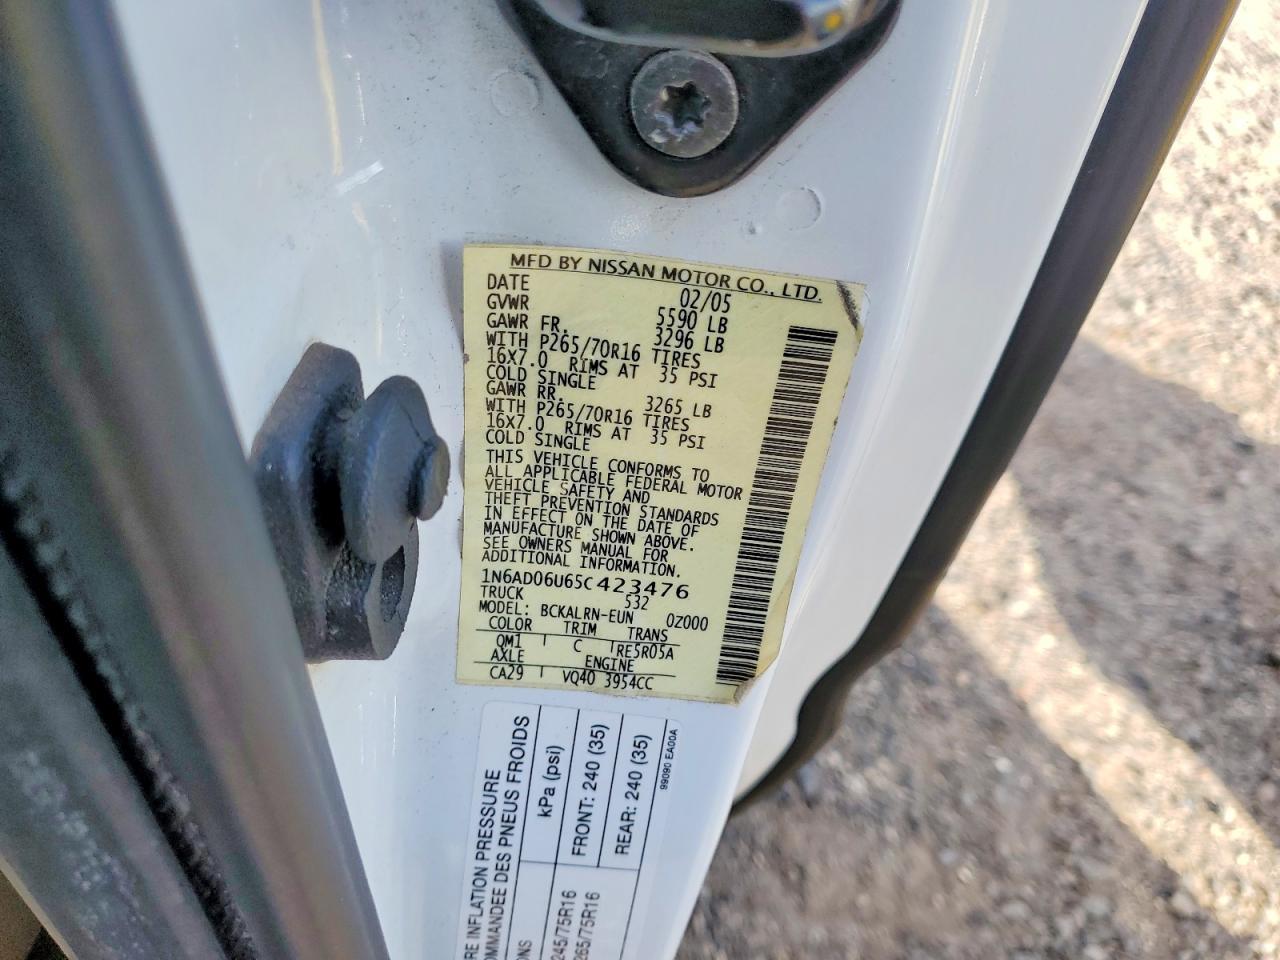 MFD BY NISSAN MOTOR CO., LTD.
DATE 02/05
GVWR 5590 LB
GAWR FR. 3296 LB
WITH P265/70R16 TIRES
16X7.0 RIMS AT 35 PSI
COLD SINGLE
GAWR RR. 3265 LB
WITH P265/70R16 TIRES
16X7.0 RIMS AT 35 PSI
COLD SINGLE
THIS VEHICLE CONFORMS TO
ALL APPLICABLE FEDERAL MOTOR
VEHICLE SAFETY AND
THEFT PREVENTION STANDARDS
IN EFFECT ON THE DATE OF
MANUFACTURE SHOWN ABOVE.
SEE OWNERS MANUAL FOR
ADDITIONAL INFORMATION.
1N6AD06U65C423476
TRUCK 532
MODEL: BCKALRN-EUN 0Z000
COLOR TRIM TRANS
QM1 C RE5R05A
AXLE ENGINE
CA29 VQ40 3954CC
RE INFLATION PRESSURE
OMMANDEE DES PNEUS FROIDS
ONS kPa (psi)
245/75R16 FRONT: 240 (35)
265/75R16 REAR: 240 (35)
99090 EA00A